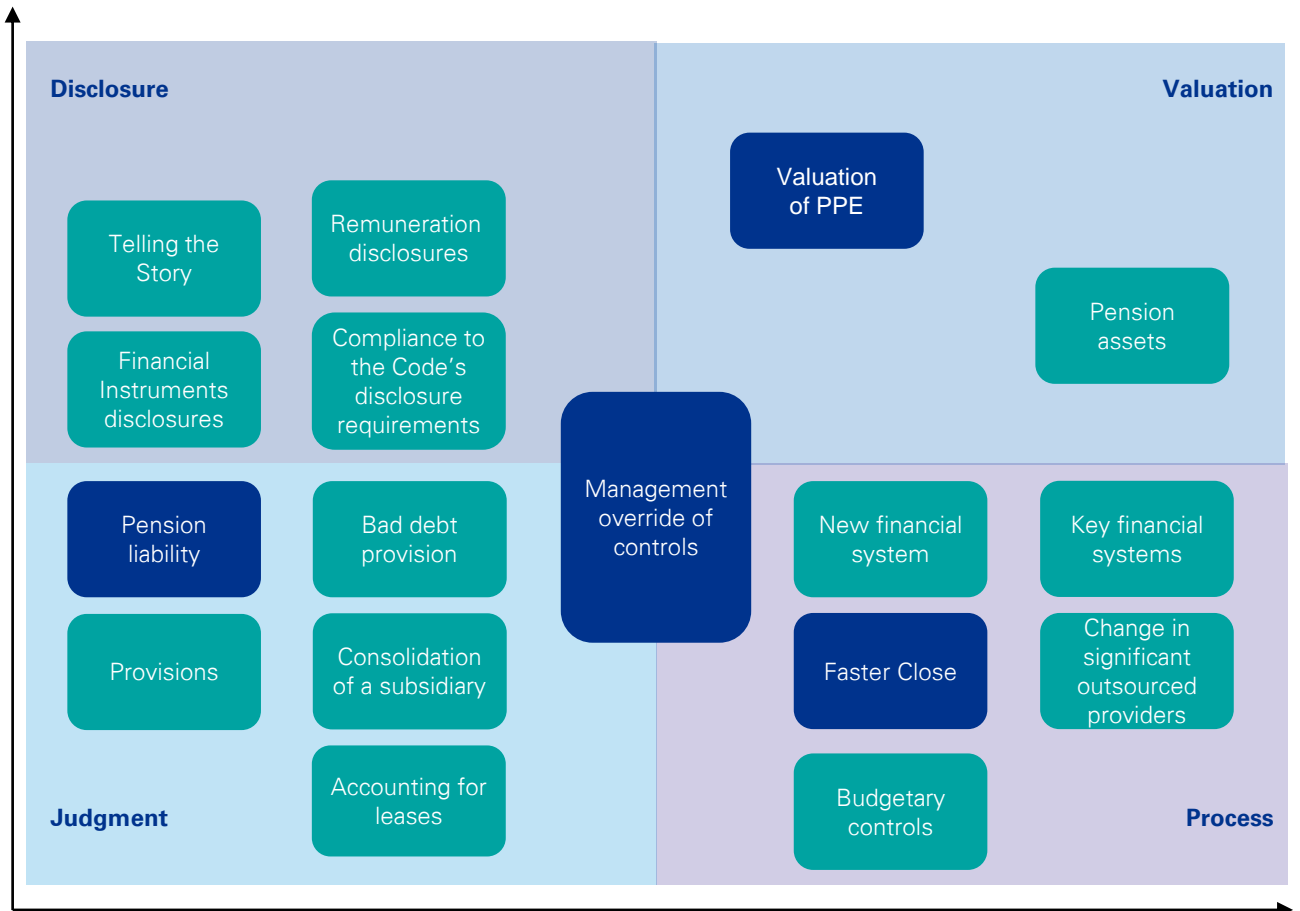 Disclosure
Valuation
Valuation
of PPE
Telling the
Story
Remuneration
disclosures
Financial
Instruments
disclosures
Compliance to
the Code's
disclosure
requirements
Pension
assets
Management
override of
controls
Pension
liability
Bad debt
provision
Provisions
Consolidation
of a subsidiary
Accounting for
leases
Judgment
New financial
system
Key financial
systems
Faster Close
Change in
significant
outsourced
providers
Budgetary
controls
Process